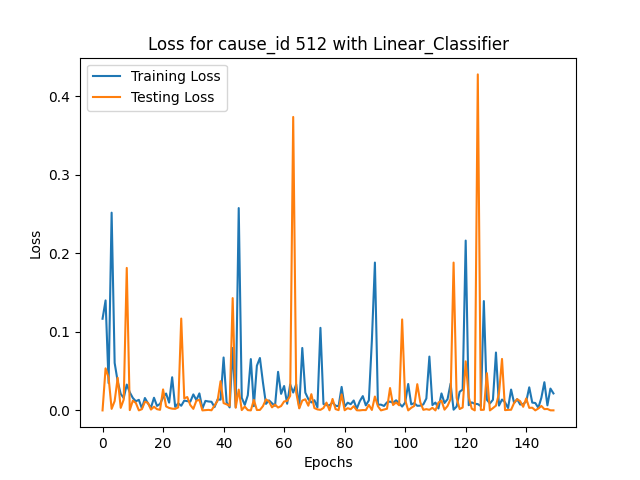 Loss for cause_id 512 with Linear_Classifier
Training Loss
Testing Loss
0.4
0.3
0.2
0.1
0.0
Loss
0 20 40 60 80 100 120 140
Epochs